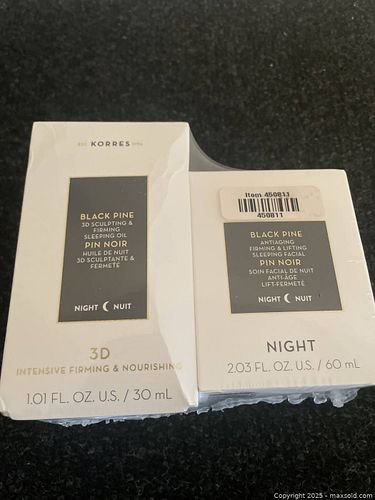 KORRES
BLACK PINE
3D SCULPTING &
FIRMING
SLEEPING OIL
PIN NOIR
HUILE DE NUIT
3D SCULPTANTE &
FERMETÉ
NIGHT NUIT
3D
INTENSIVE FIRMING & NOURISHING
1.01 FL. OZ. U.S. / 30 mL
Item 450811
450811
BLACK PINE
ANTIAGING
FIRMING & LIFTING
SLEEPING FACIAL
PIN NOIR
SOIN FACIAL DE NUIT
ANTI-ÂGE
LIFT-FERMETÉ
NIGHT NUIT
NIGHT
2.03 FL. OZ. U.S. / 60 mL
Copyright © 2025 - maxsold.com